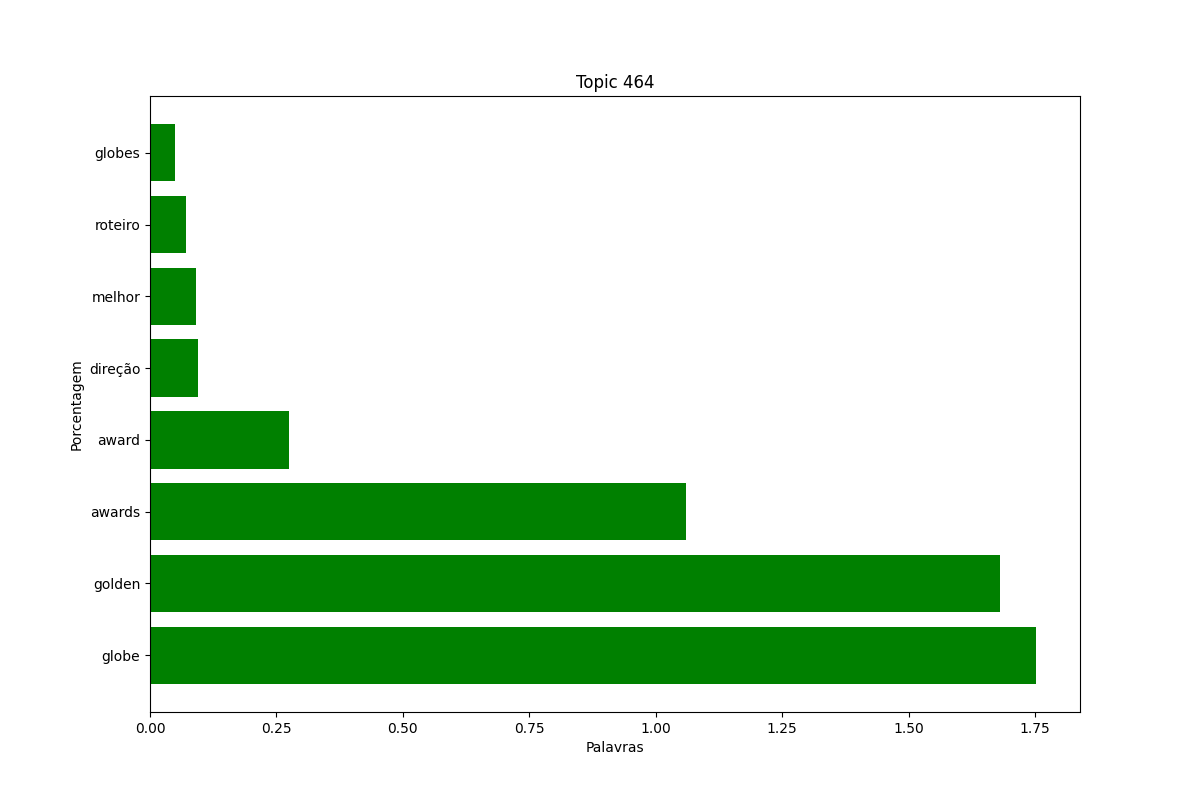 Topic 464
globes
roteiro
melhor
direção
award
awards
golden
globe
Porcentagem
0.00 0.25 0.50 0.75 1.00 1.25 1.50 1.75
Palavras